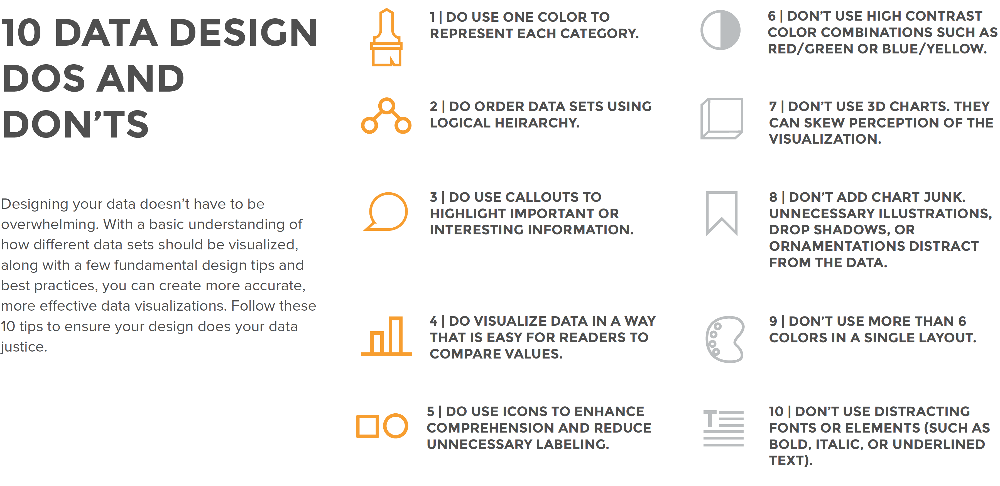 10 DATA DESIGN
DOS AND
DON’TS
Designing your data doesn’t have to be
overwhelming. With a basic understanding of
how different data sets should be visualized,
along with a few fundamental design tips and
best practices, you can create more accurate,
more effective data visualizations. Follow these
10 tips to ensure your design does your data
justice.
1 | DO USE ONE COLOR TO
REPRESENT EACH CATEGORY.
2 | DO ORDER DATA SETS USING
LOGICAL HEIRARCHY.
3 | DO USE CALLOUTS TO
HIGHLIGHT IMPORTANT OR
INTERESTING INFORMATION.
4 | DO VISUALIZE DATA IN A WAY
THAT IS EASY FOR READERS TO
COMPARE VALUES.
5 | DO USE ICONS TO ENHANCE
COMPREHENSION AND REDUCE
UNNECESSARY LABELING.
6 | DON’T USE HIGH CONTRAST
COLOR COMBINATIONS SUCH AS
RED/GREEN OR BLUE/YELLOW.
7 | DON’T USE 3D CHARTS. THEY
CAN SKEW PERCEPTION OF THE
VISUALIZATION.
8 | DON’T ADD CHART JUNK.
UNNECESSARY ILLUSTRATIONS,
DROP SHADOWS, OR
ORNAMENTATIONS DISTRACT
FROM THE DATA.
9 | DON’T USE MORE THAN 6
COLORS IN A SINGLE LAYOUT.
10 | DON’T USE DISTRACTING
FONTS OR ELEMENTS (SUCH AS
BOLD, ITALIC, OR UNDERLINED
TEXT).